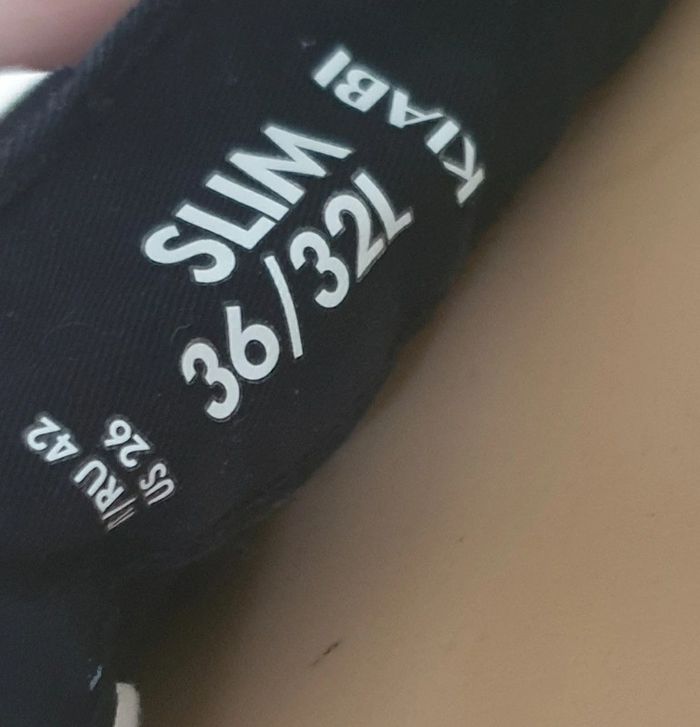 KIABI
SLIM
36/32L
US 26
I/RU 42